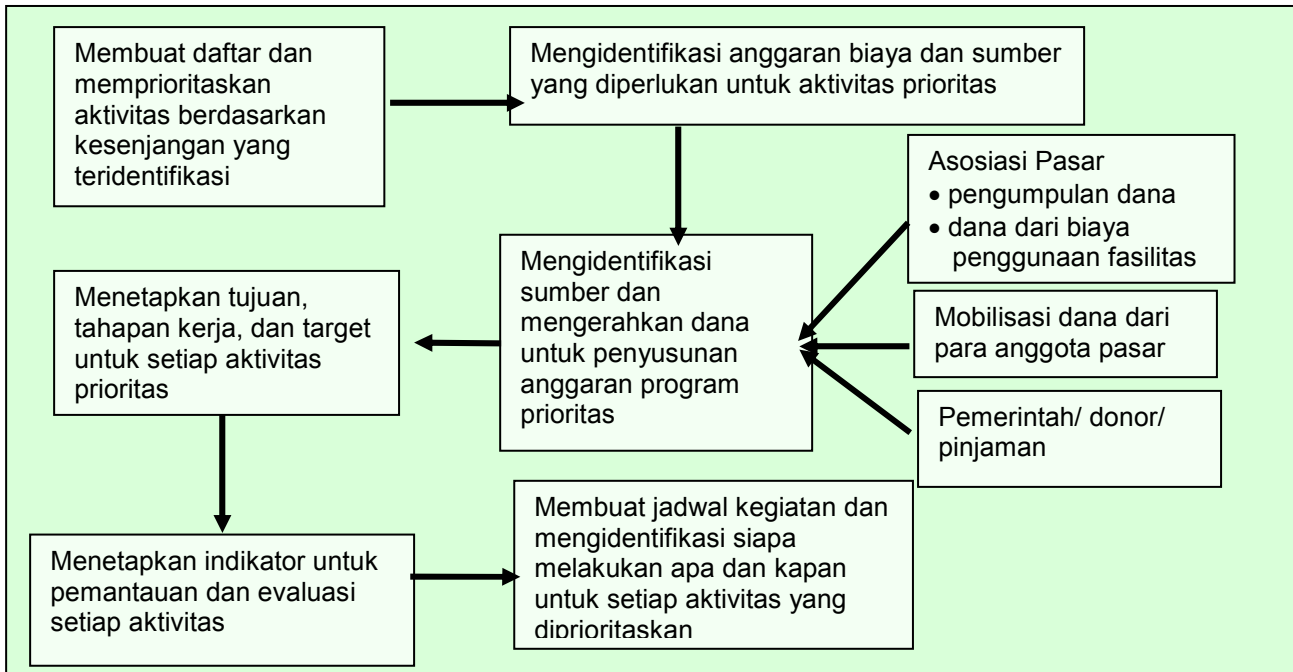 Membuat daftar dan
memprioritaskan
aktivitas berdasarkan
kesenjangan yang
teridentifikasi
Mengidentifikasi anggaran biaya dan sumber
yang diperlukan untuk aktivitas prioritas
Asosiasi Pasar
• pengumpulan dana
• dana dari biaya
penggunaan fasilitas
Mobilisasi dana dari
para anggota pasar
Pemerintah/ donor/
pinjaman
Mengidentifikasi
sumber dan
mengerahkan dana
untuk penyusunan
anggaran program
prioritas
Menetapkan tujuan,
tahapan kerja, dan target
untuk setiap aktivitas
prioritas
Menetapkan indikator untuk
pemantauan dan evaluasi
setiap aktivitas
Membuat jadwal kegiatan dan
mengidentifikasi siapa
melakukan apa dan kapan
untuk setiap aktivitas yang
diprioritaskan